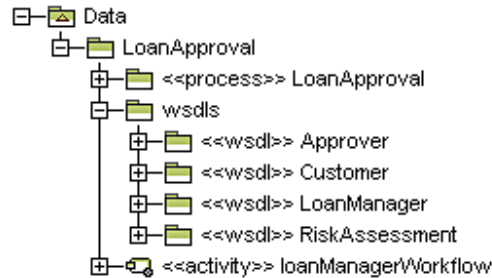 Data
LoanApproval
<<process>> LoanApproval
wsdls
<<wsdl>> Approver
<<wsdl>> Customer
<<wsdl>> LoanManager
<<wsdl>> RiskAssessment
<<activity>> loanManagerWorkflow